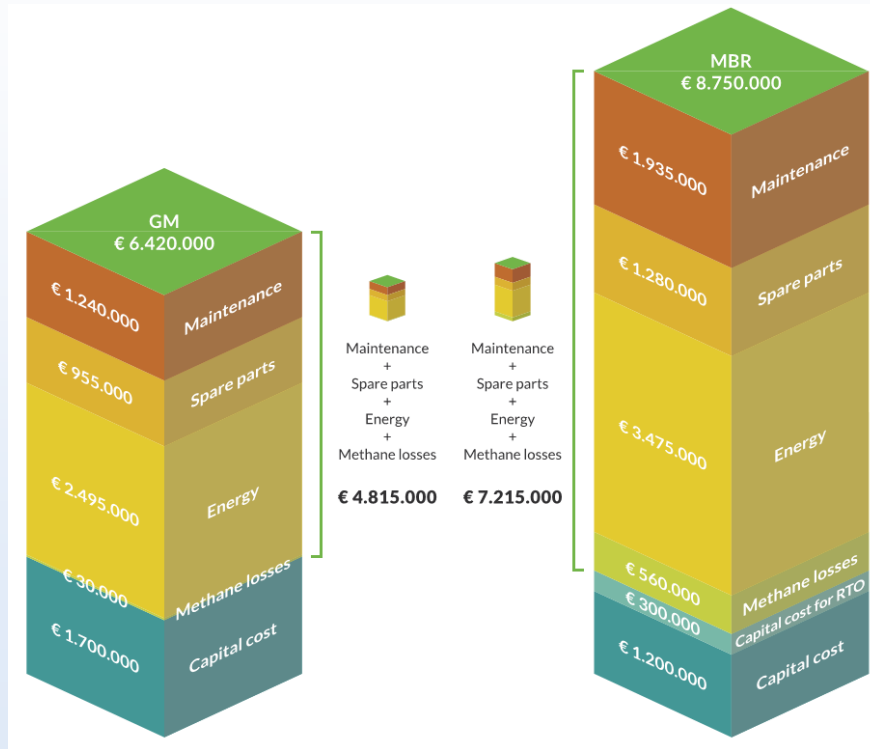 GM
€ 6.420.000
€ 1.240.000
Maintenance
€ 955.000
Spare parts
€ 2.495.000
Energy
€ 30.000
Methane losses
€ 1.700.000
Capital cost
Maintenance
+
Spare parts
+
Energy
+
Methane losses
€ 4.815.000
Maintenance
+
Spare parts
+
Energy
+
Methane losses
€ 7.215.000
MBR
€ 8.750.000
€ 1.935.000
Maintenance
€ 1.280.000
Spare parts
€ 3.475.000
Energy
€ 560.000
Methane losses
€ 300.000
Capital cost for RTO
€ 1.200.000
Capital cost